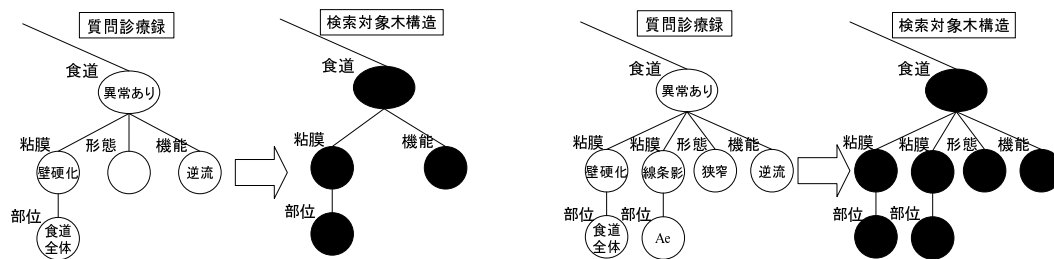 質問診療録
検索対象木構造
食道
異常あり
粘膜
形態
機能
壁硬化
逆流
部位
食道
全体
食道
粘膜
機能
部位
質問診療録
検索対象木構造
食道
異常あり
粘膜
粘膜
形態
機能
壁硬化
線条影
狭窄
逆流
部位
部位
食道
全体
Ae
食道
粘膜
粘膜
形態
機能
部位
部位